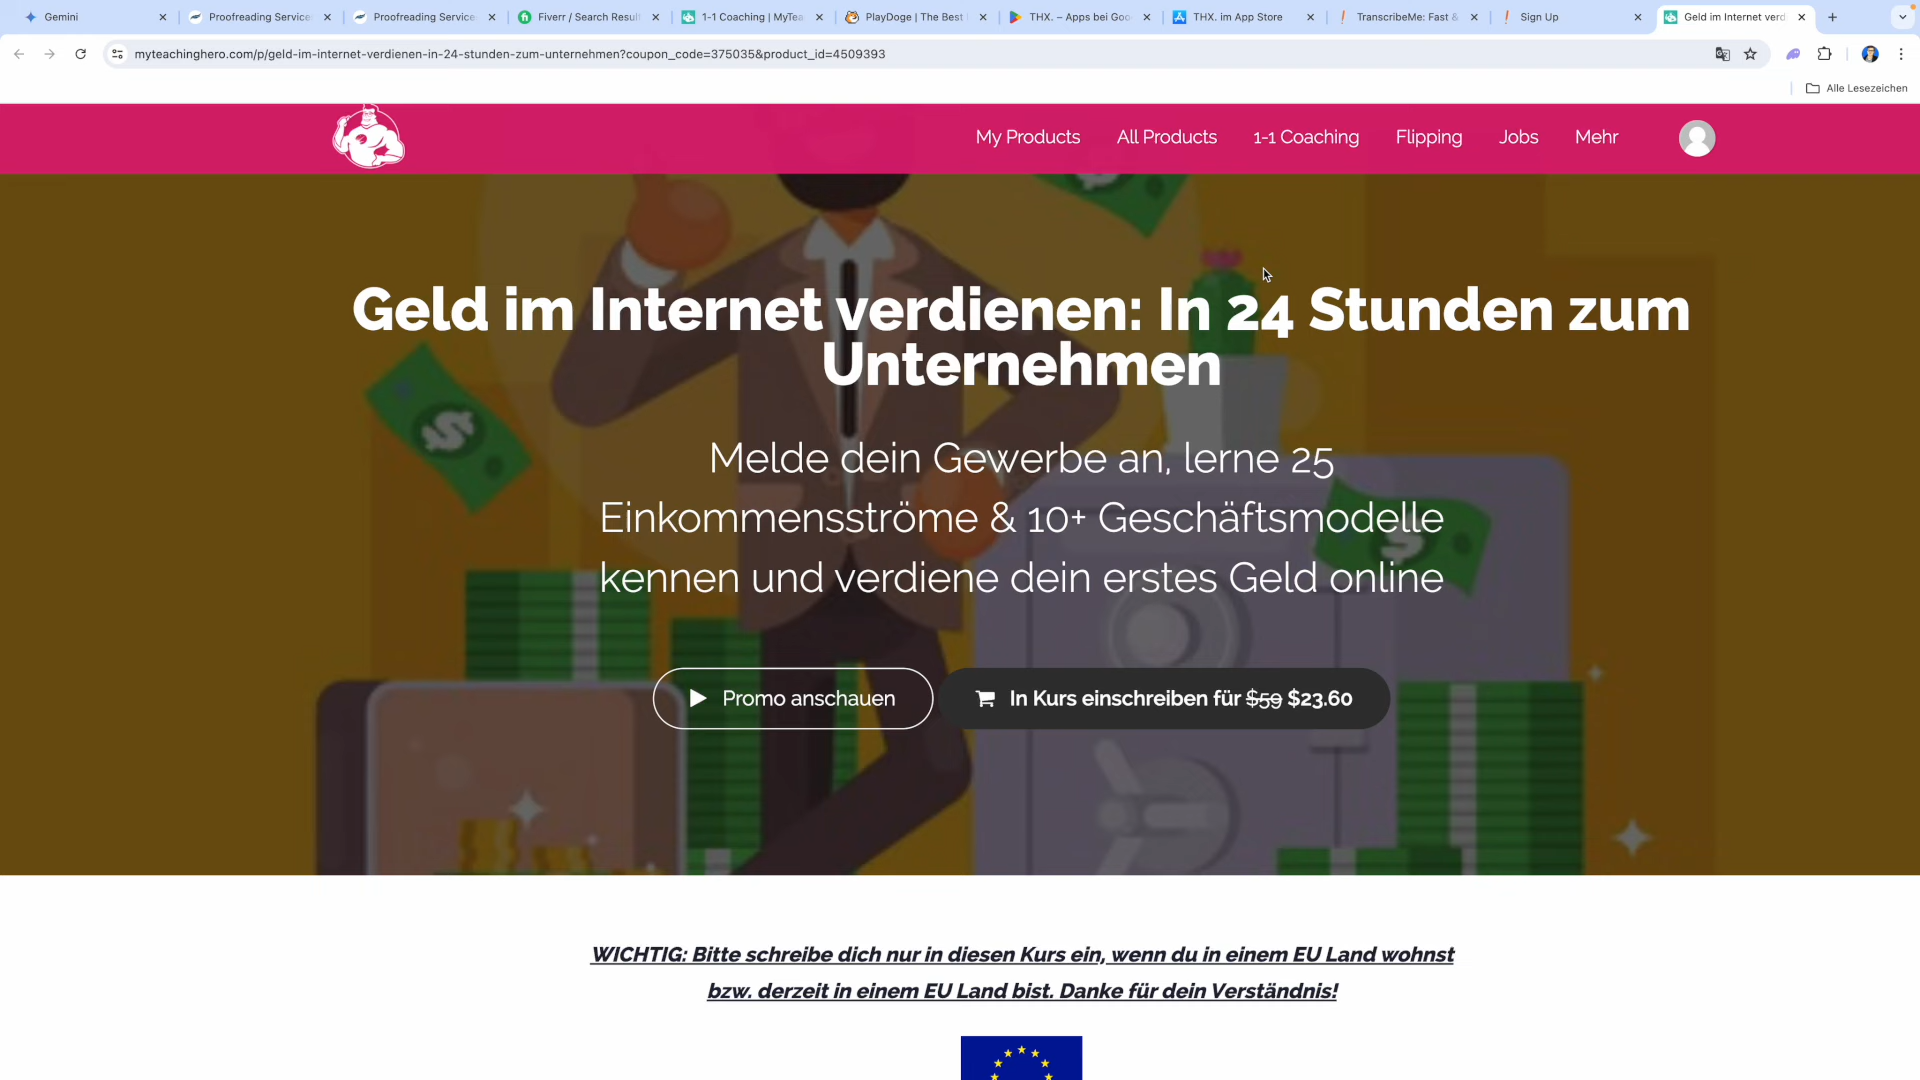 Gemini
Proofreading Service
Proofreading Service
Fiverr / Search Resul
1-1 Coaching | MyTea
PlayDoge | The Best
THX. – Apps bei Goo
THX. im App Store
TranscribeMe: Fast &
Sign Up
Geld im Internet verd
myteachinghero.com/p/geld-im-internet-verdienen-in-24-stunden-zum-unternehmen?coupon_code=375035&product_id=4509393
Alle Lesezeichen
My Products
All Products
1-1 Coaching
Flipping
Jobs
Mehr
Geld im Internet verdienen: In 24 Stunden zum
Unternehmen
Melde dein Gewerbe an, lerne 25
Einkommensströme & 10+ Geschäftsmodelle
kennen und verdiene dein erstes Geld online
Promo anschauen
In Kurs einschreiben für $59 $23.60
WICHTIG: Bitte schreibe dich nur in diesen Kurs ein, wenn du in einem EU Land wohnst
bzw. derzeit in einem EU Land bist. Danke für dein Verständnis!